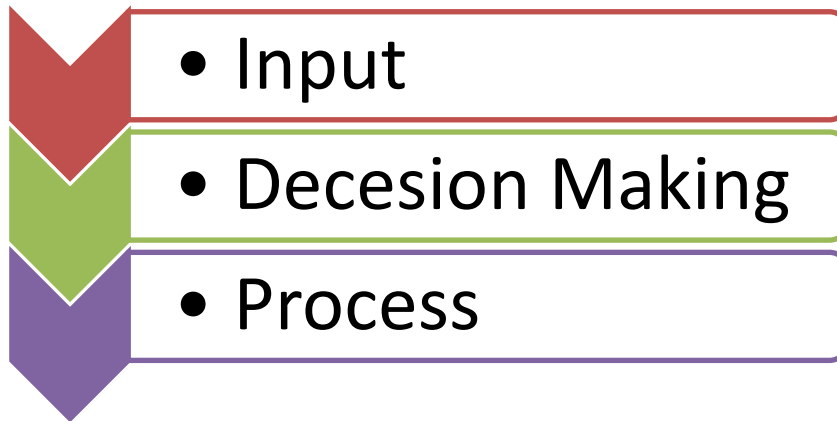 • Input
• Decesion Making
• Process